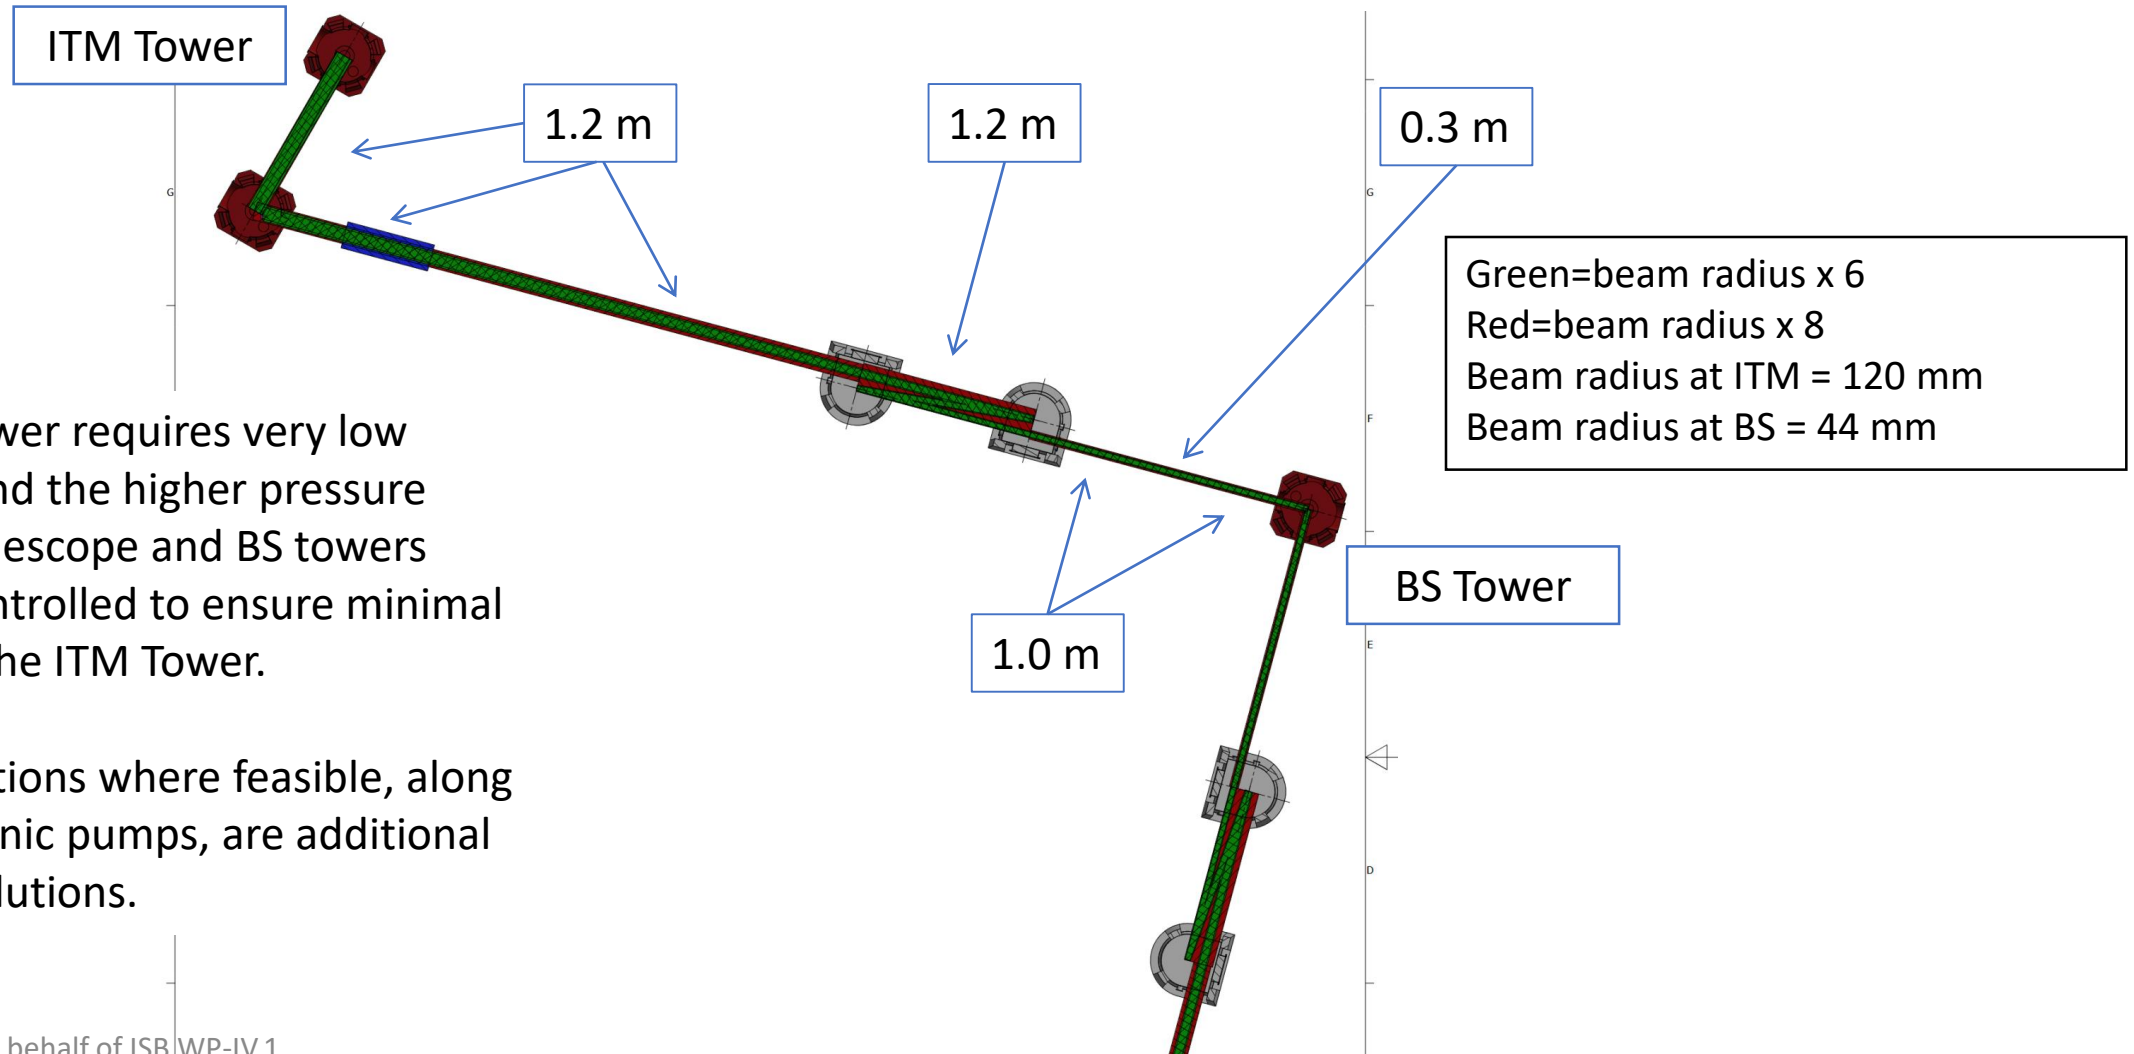 ITM Tower
1.2 m
1.2 m
0.3 m
G
G
Green=beam radius x 6
Red=beam radius x 8
Beam radius at ITM = 120 mm
Beam radius at BS = 44 mm
F
wer requires very low
nd the higher pressure
lescope and BS towers
ntrolled to ensure minimal
he ITM Tower.
BS Tower
1.0 m
E
tions where feasible, along
nic pumps, are additional
lutions.
D
behalf of ISB WP-IV.1